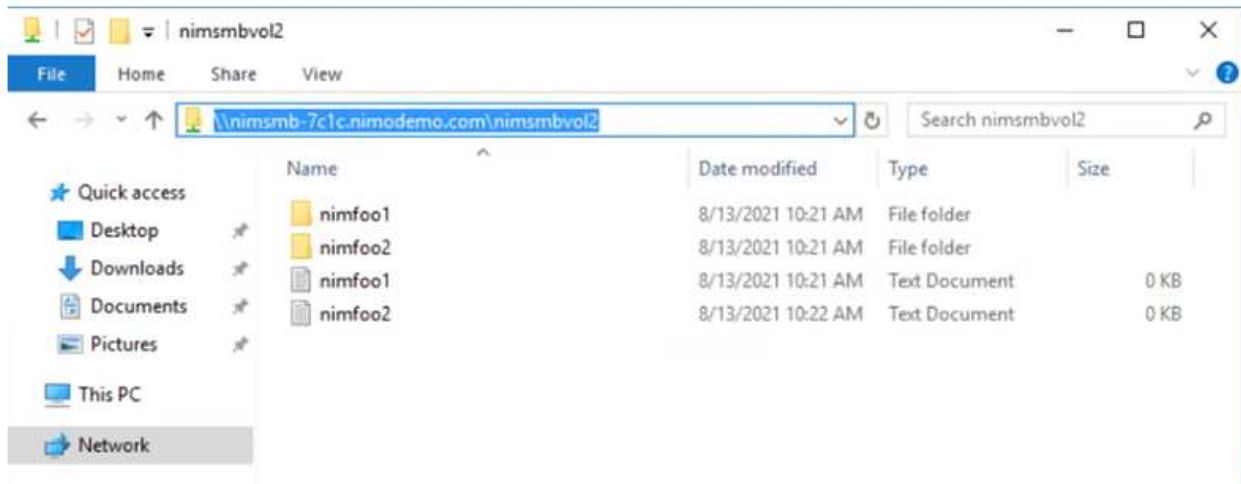 nimsmbvol2
File Home Share View
\\nimsmb-7c1c.nimodemo.com\nimsmbvol2 Search nimsmbvol2
Name Date modified Type Size
Quick access
Desktop
Downloads
Documents
Pictures
This PC
Network
nimfoo1 8/13/2021 10:21 AM File folder
nimfoo2 8/13/2021 10:21 AM File folder
nimfoo1 8/13/2021 10:21 AM Text Document 0 KB
nimfoo2 8/13/2021 10:22 AM Text Document 0 KB